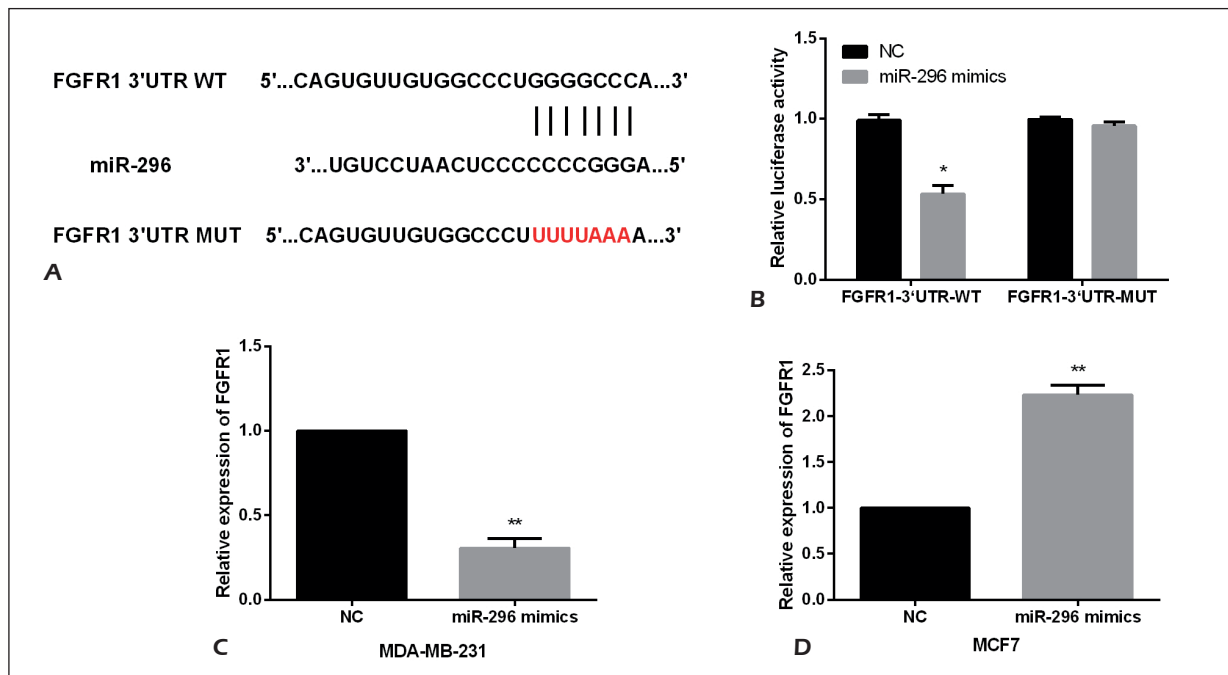 FGFR1 3'UTR WT 5'...CAGUGUUGUGGCCCUGGGGCCCA...3'
miR-296 3'...UGUCCUAACUCCCCCCCGGGA...5'
FGFR1 3'UTR MUT 5'...CAGUGUUGUGGCCCUUUUUAAAA...3'
A
NC
miR-296 mimics
Relative luciferase activity
1.5
1.0
0.5
0.0
*
FGFR1-3'UTR-WT FGFR1-3'UTR-MUT
B
Relative expression of FGFR1
1.5
1.0
0.5
0.0
**
NC miR-296 mimics
MDA-MB-231
C
Relative expression of FGFR1
2.5
2.0
1.5
1.0
0.5
0.0
**
NC miR-296 mimics
MCF7
D